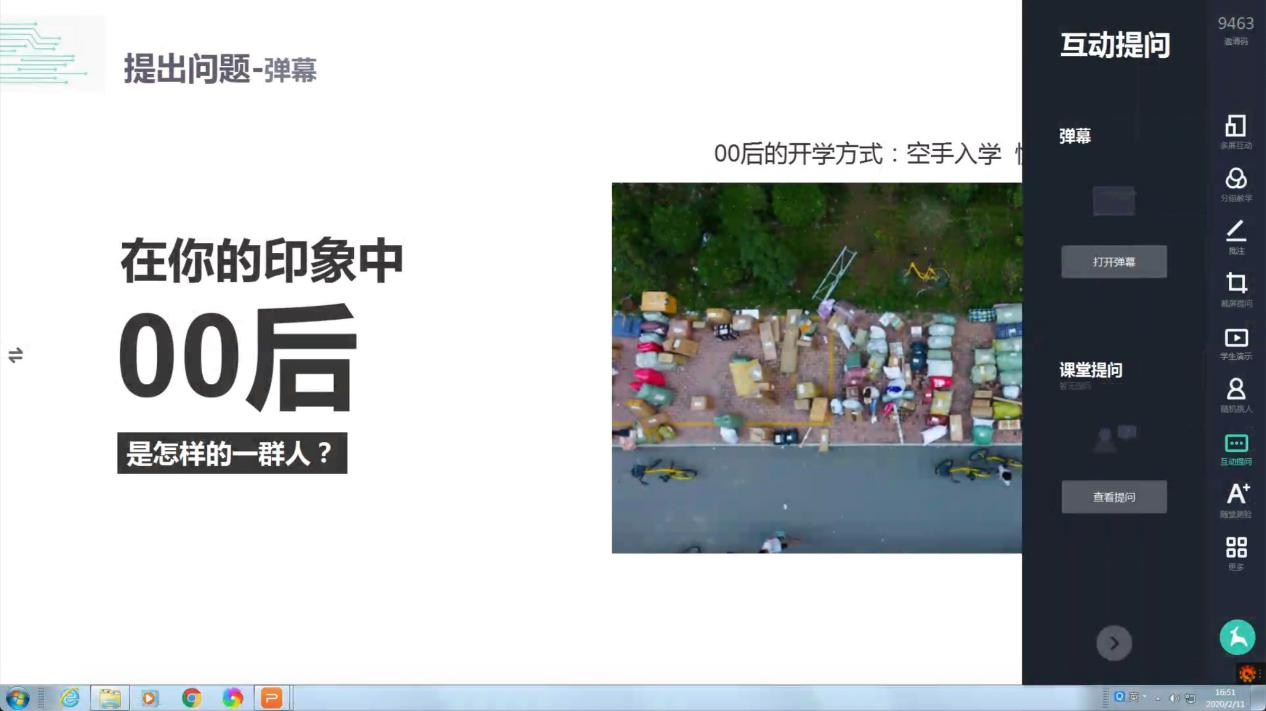 提出问题-弹幕
00后的开学方式：空手入学
在你的印象中
00后
是怎样的一群人？
互动提问
弹幕
打开弹幕
课堂提问
查看提问
9463
邀请码
多屏互动
分组教学
批注
截屏提问
学生演示
随机挑人
互动提问
A+
随堂测验
更多
英
16:51
2020/2/11